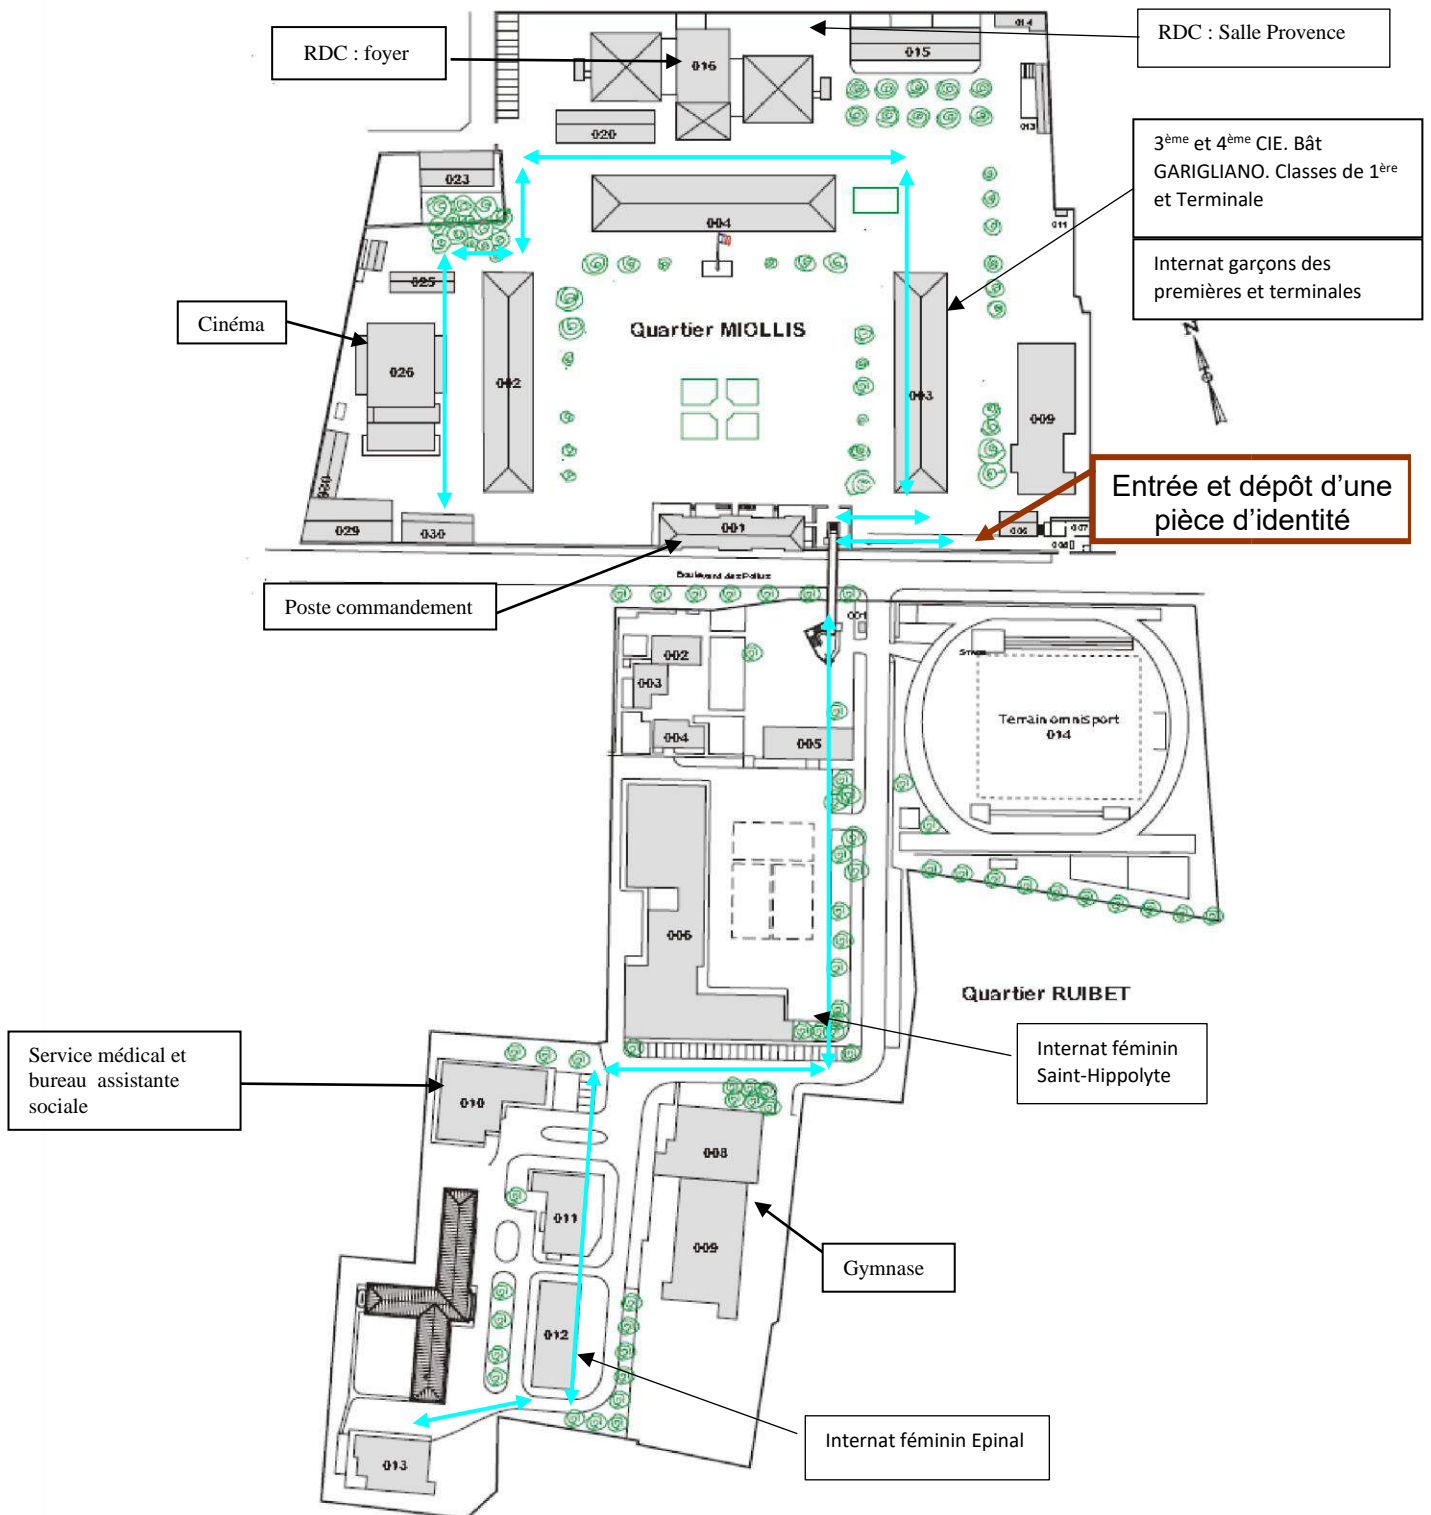 RDC : foyer
RDC : Salle Provence
014
015
016
020
013
3ème et 4ème CIE. Bât
GARIGLIANO. Classes de 1ère
et Terminale
Internat garçons des
premières et terminales
023
004
011
025
N
Cinéma
Quartier MIOLLIS
026
002
003
009
Entrée et dépôt d'une
pièce d'identité
029
030
001
006
007
Boulevard des Poilus
Poste commandement
001
002
003
004
005
Terrain omnisport
014
006
Quartier RUIBET
Internat féminin
Saint-Hippolyte
Service médical et
bureau assistante
sociale
010
008
011
009
Gymnase
012
Internat féminin Epinal
013